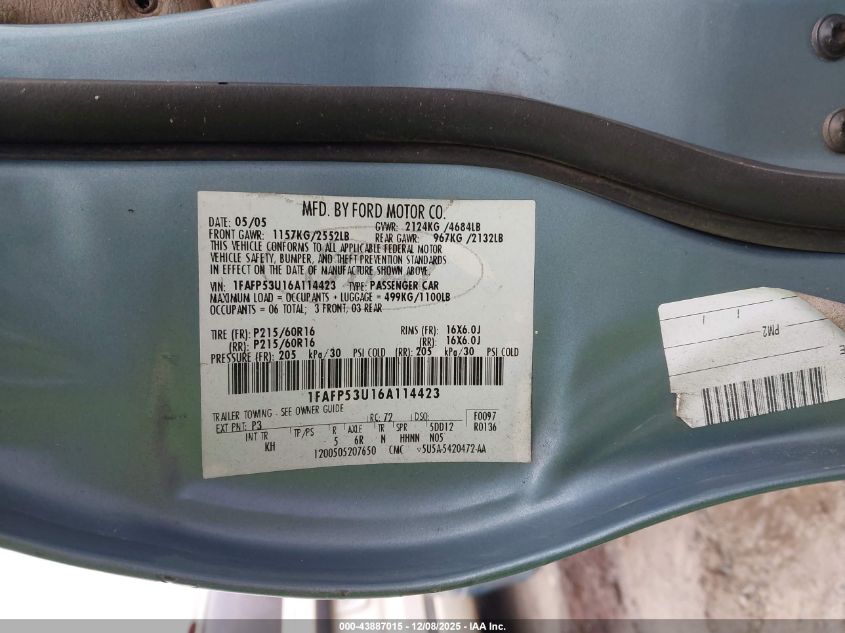 MFD. BY FORD MOTOR CO.
DATE: 05/05 GVWR: 2124KG /4684LB
FRONT GAWR: 1157KG/2552LB REAR GAWR: 967KG /2132LB
THIS VEHICLE CONFORMS TO ALL APPLICABLE FEDERAL MOTOR
VEHICLE SAFETY, BUMPER, AND THEFT PREVENTION STANDARDS
IN EFFECT ON THE DATE OF MANUFACTURE SHOWN ABOVE.
VIN: 1FAFP53U16A114423 TYPE: PASSENGER CAR
MAXIMUM LOAD = OCCUPANTS + LUGGAGE = 499KG/1100LB
OCCUPANTS = 06 TOTAL; 3 FRONT, 03 REAR
TIRE (FR): P215/60R16 RIMS (FR) 16X6.0J
(RR): P215/60R16 (RR) 16X6.0J
PRESSURE (FR): 205 kPa/30 PSI COLD (RR): 205 kPa/30 PSI COLD
1FAFP53U16A114423
TRAILER TOWING - SEE OWNER GUIDE
EXT PNT: P3 RC: 72 DSO: F0097
INT TR TP/PS R AXLE TR SPR 5DD12 R0136
KH 5 6R N HHNN N05
1200505207650 CMC 5U5A-5420472-AA
PM2
000-43887015 - 12/08/2025 - IAA Inc.